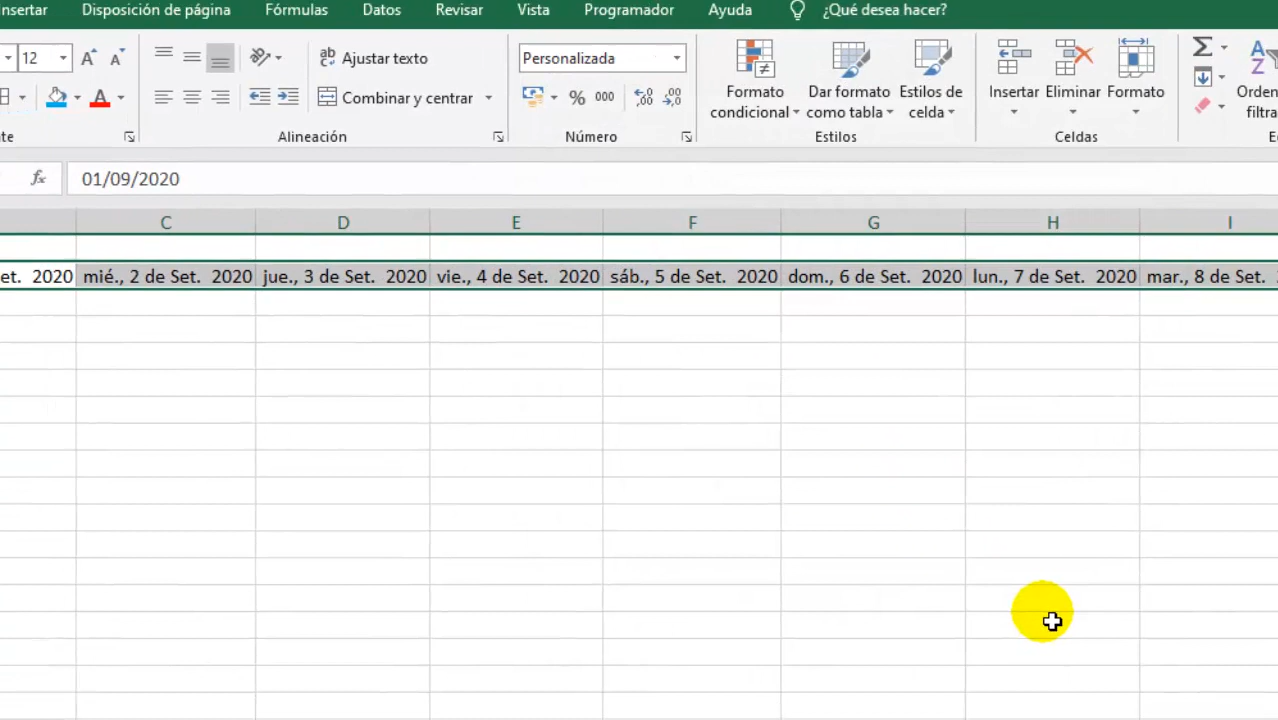 nsertar Disposición de página Fórmulas Datos Revisar Vista Programador Ayuda ¿Qué desea hacer?
12 A A ab Ajustar texto Personalizada
A Combinar y centrar % 000
Formato condicional
Dar formato como tabla
Estilos de celda
Insertar Eliminar Formato
Σ A Z Orden filtra
nte Alineación Número Estilos Celdas
fx 01/09/2020
C D E F G H I
et. 2020 mié., 2 de Set. 2020 jue., 3 de Set. 2020 vie., 4 de Set. 2020 sáb., 5 de Set. 2020 dom., 6 de Set. 2020 lun., 7 de Set. 2020 mar., 8 de Set.